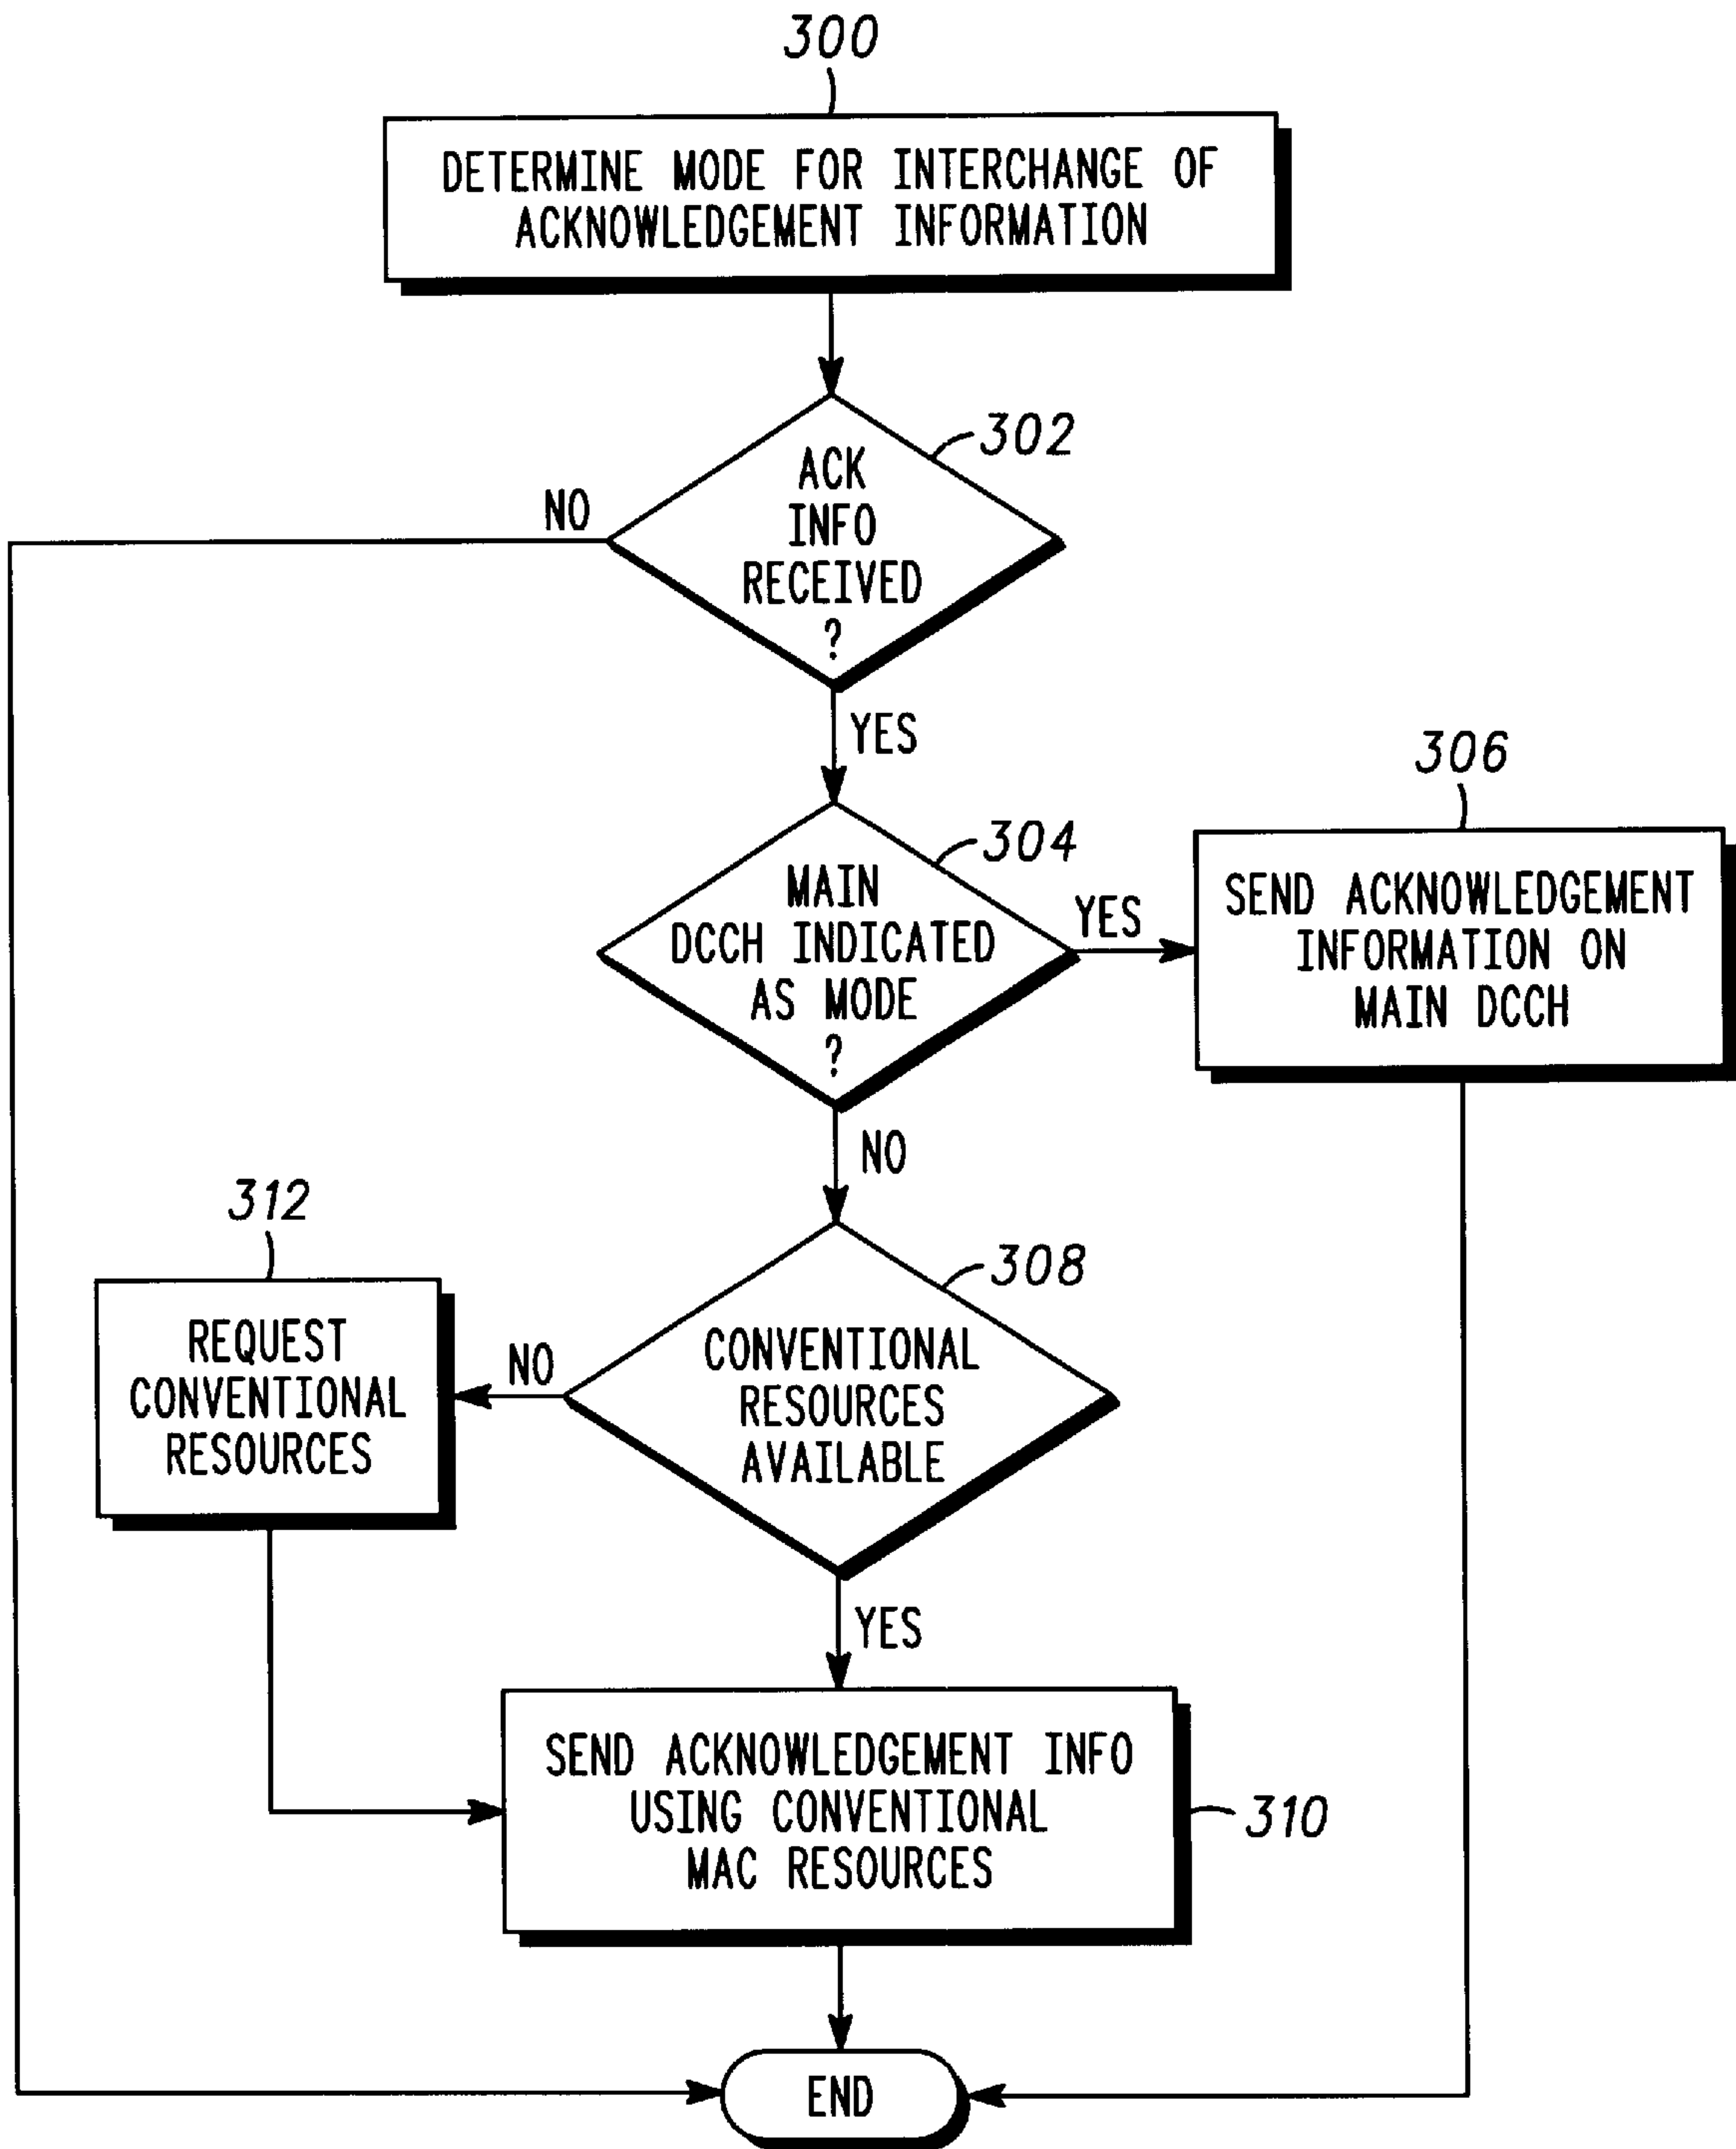 300
DETERMINE MODE FOR INTERCHANGE OF
ACKNOWLEDGEMENT INFORMATION
302
ACK
INFO
RECEIVED
?
NO
YES
304
MAIN
DCCH INDICATED
AS MODE
?
YES
306
SEND ACKNOWLEDGEMENT
INFORMATION ON
MAIN DCCH
NO
308
CONVENTIONAL
RESOURCES
AVAILABLE
NO
312
REQUEST
CONVENTIONAL
RESOURCES
YES
SEND ACKNOWLEDGEMENT INFO
USING CONVENTIONAL
MAC RESOURCES
310
END